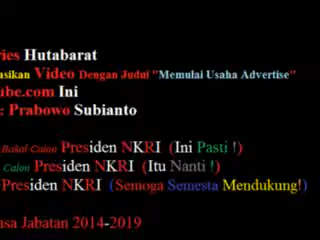 ries Hutabarat
asikan Video Dengan Judul "Memulai Usaha Advertise"
ube.com Ini
: Prabowo Subianto
Bakal Calon Presiden NKRI (Ini Pasti !)
Calon Presiden NKRI (Itu Nanti !)
Presiden NKRI (Semoga Semesta Mendukung!)
sa Jabatan 2014-2019